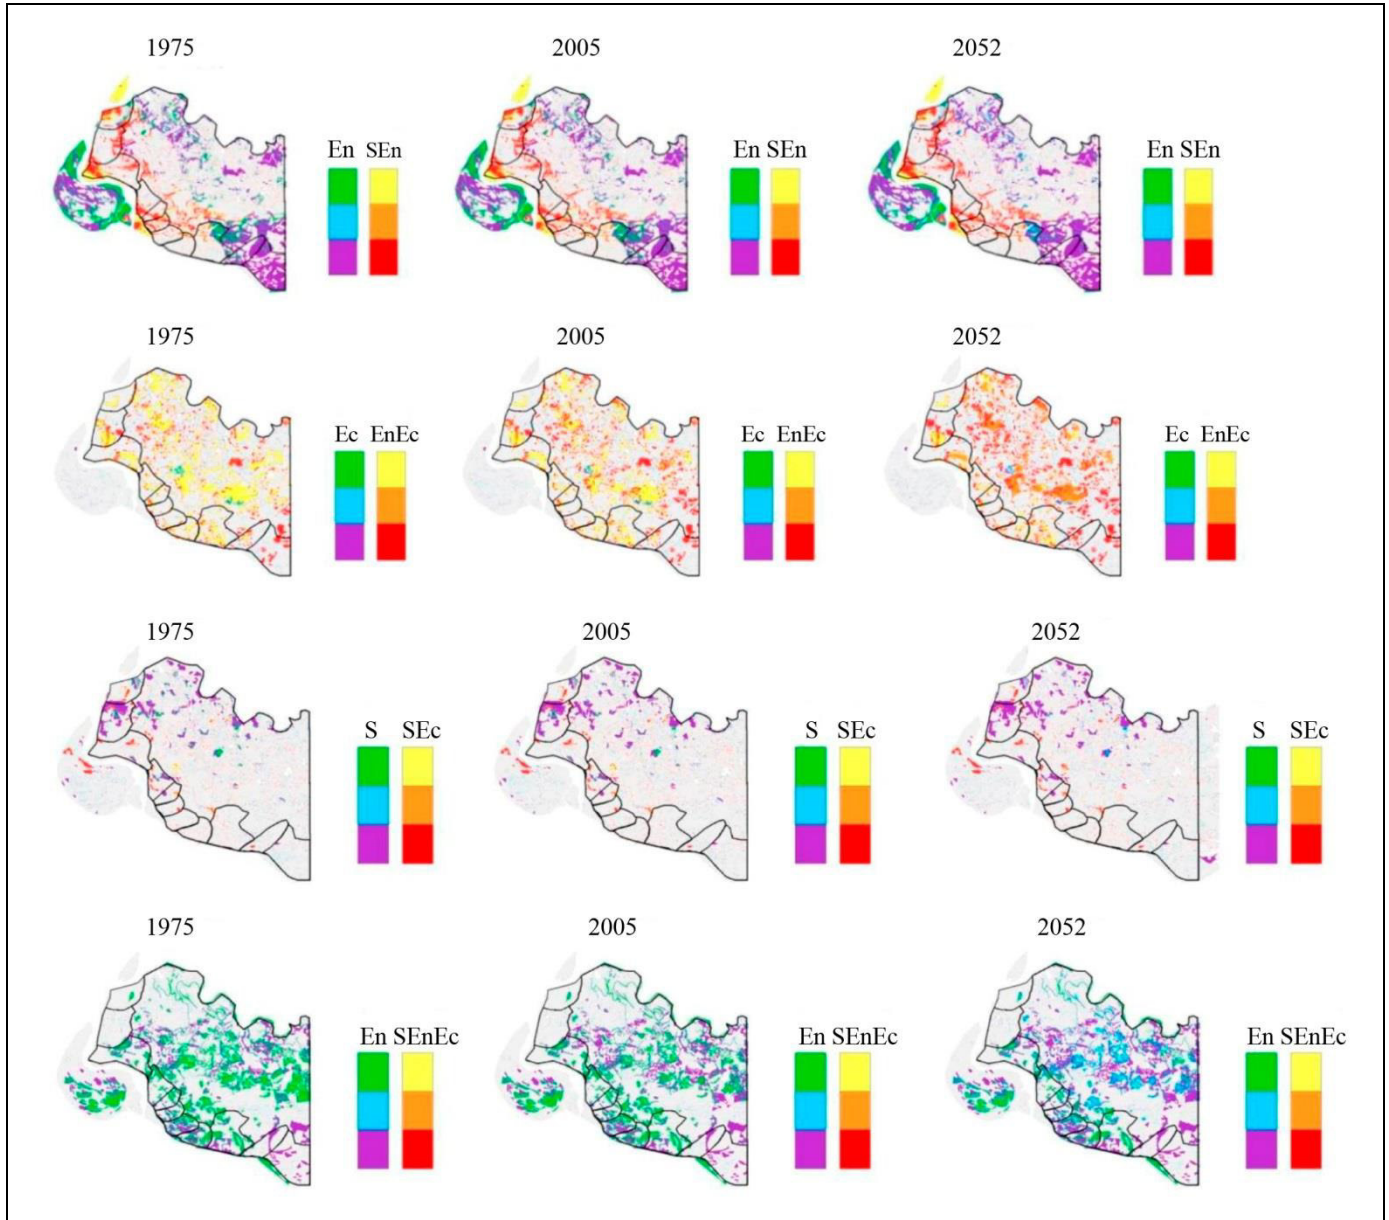 1975 2005 2052
En SEn En SEn En SEn
1975 2005 2052
Ec EnEc Ec EnEc Ec EnEc
1975 2005 2052
S SEc S SEc S SEc
1975 2005 2052
En SEnEc En SEnEc En SEnEc